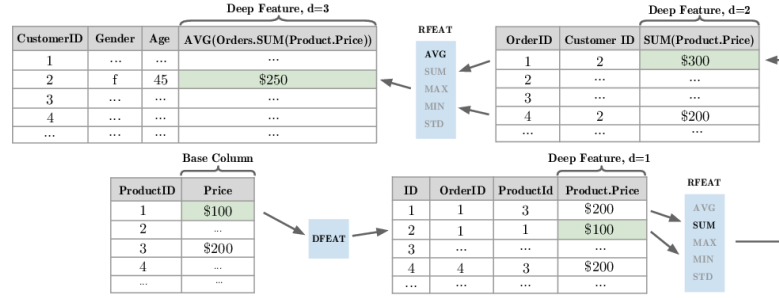 Deep Feature, d=3
CustomerID Gender Age AVG(Orders.SUM(Product.Price))
1 ... ... ...
2 f 45 $250
3 ... ... ...
4 ... ... ...
... ... ... ...
RFEAT
AVG
SUM
MAX
MIN
STD
Deep Feature, d=2
OrderID Customer ID SUM(Product.Price)
1 2 $300
2 ... ...
3 ... ...
4 2 $200
... ... ...
Base Column
ProductID Price
1 $100
2 ...
3 $200
4 ...
... ...
DFEAT
Deep Feature, d=1
ID OrderID ProductId Product.Price
1 1 3 $200
2 1 1 $100
3 ... ... ...
4 4 3 $200
... ... ... ...
RFEAT
AVG
SUM
MAX
MIN
STD